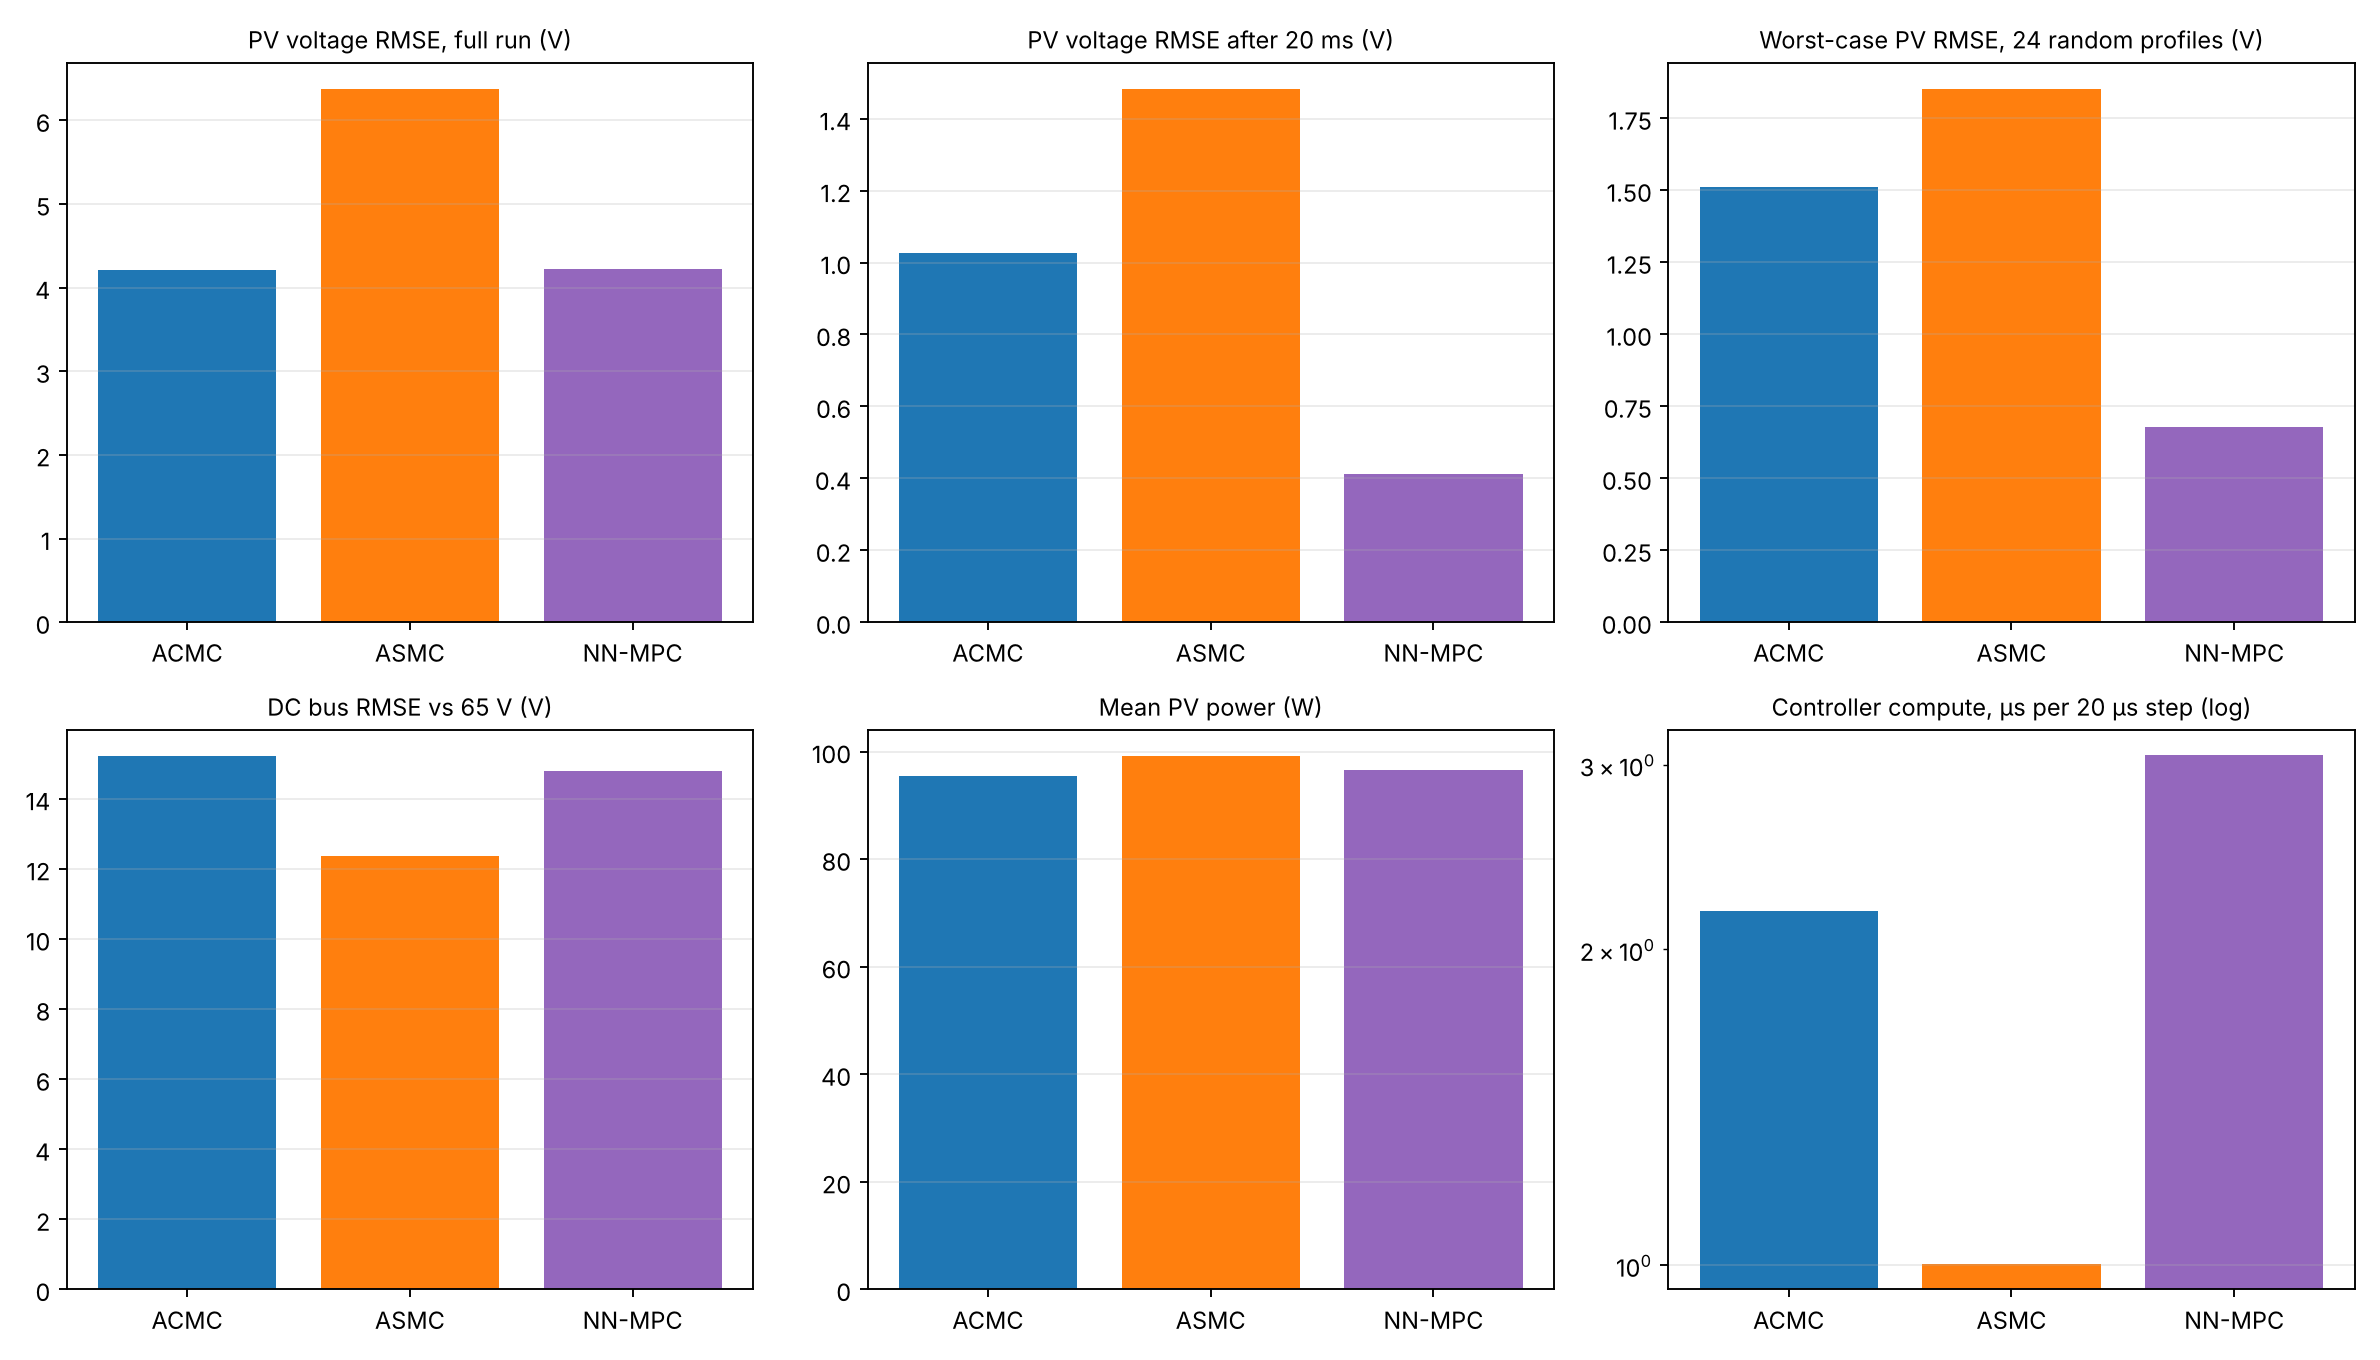 PV voltage RMSE, full run (V)
6
5
4
3
2
1
0
ACMC ASMC NN-MPC
PV voltage RMSE after 20 ms (V)
1.4
1.2
1.0
0.8
0.6
0.4
0.2
0.0
ACMC ASMC NN-MPC
Worst-case PV RMSE, 24 random profiles (V)
1.75
1.50
1.25
1.00
0.75
0.50
0.25
0.00
ACMC ASMC NN-MPC
DC bus RMSE vs 65 V (V)
14
12
10
8
6
4
2
0
ACMC ASMC NN-MPC
Mean PV power (W)
100
80
60
40
20
0
ACMC ASMC NN-MPC
Controller compute, µs per 20 µs step (log)
3 × 10⁰
2 × 10⁰
10⁰
ACMC ASMC NN-MPC